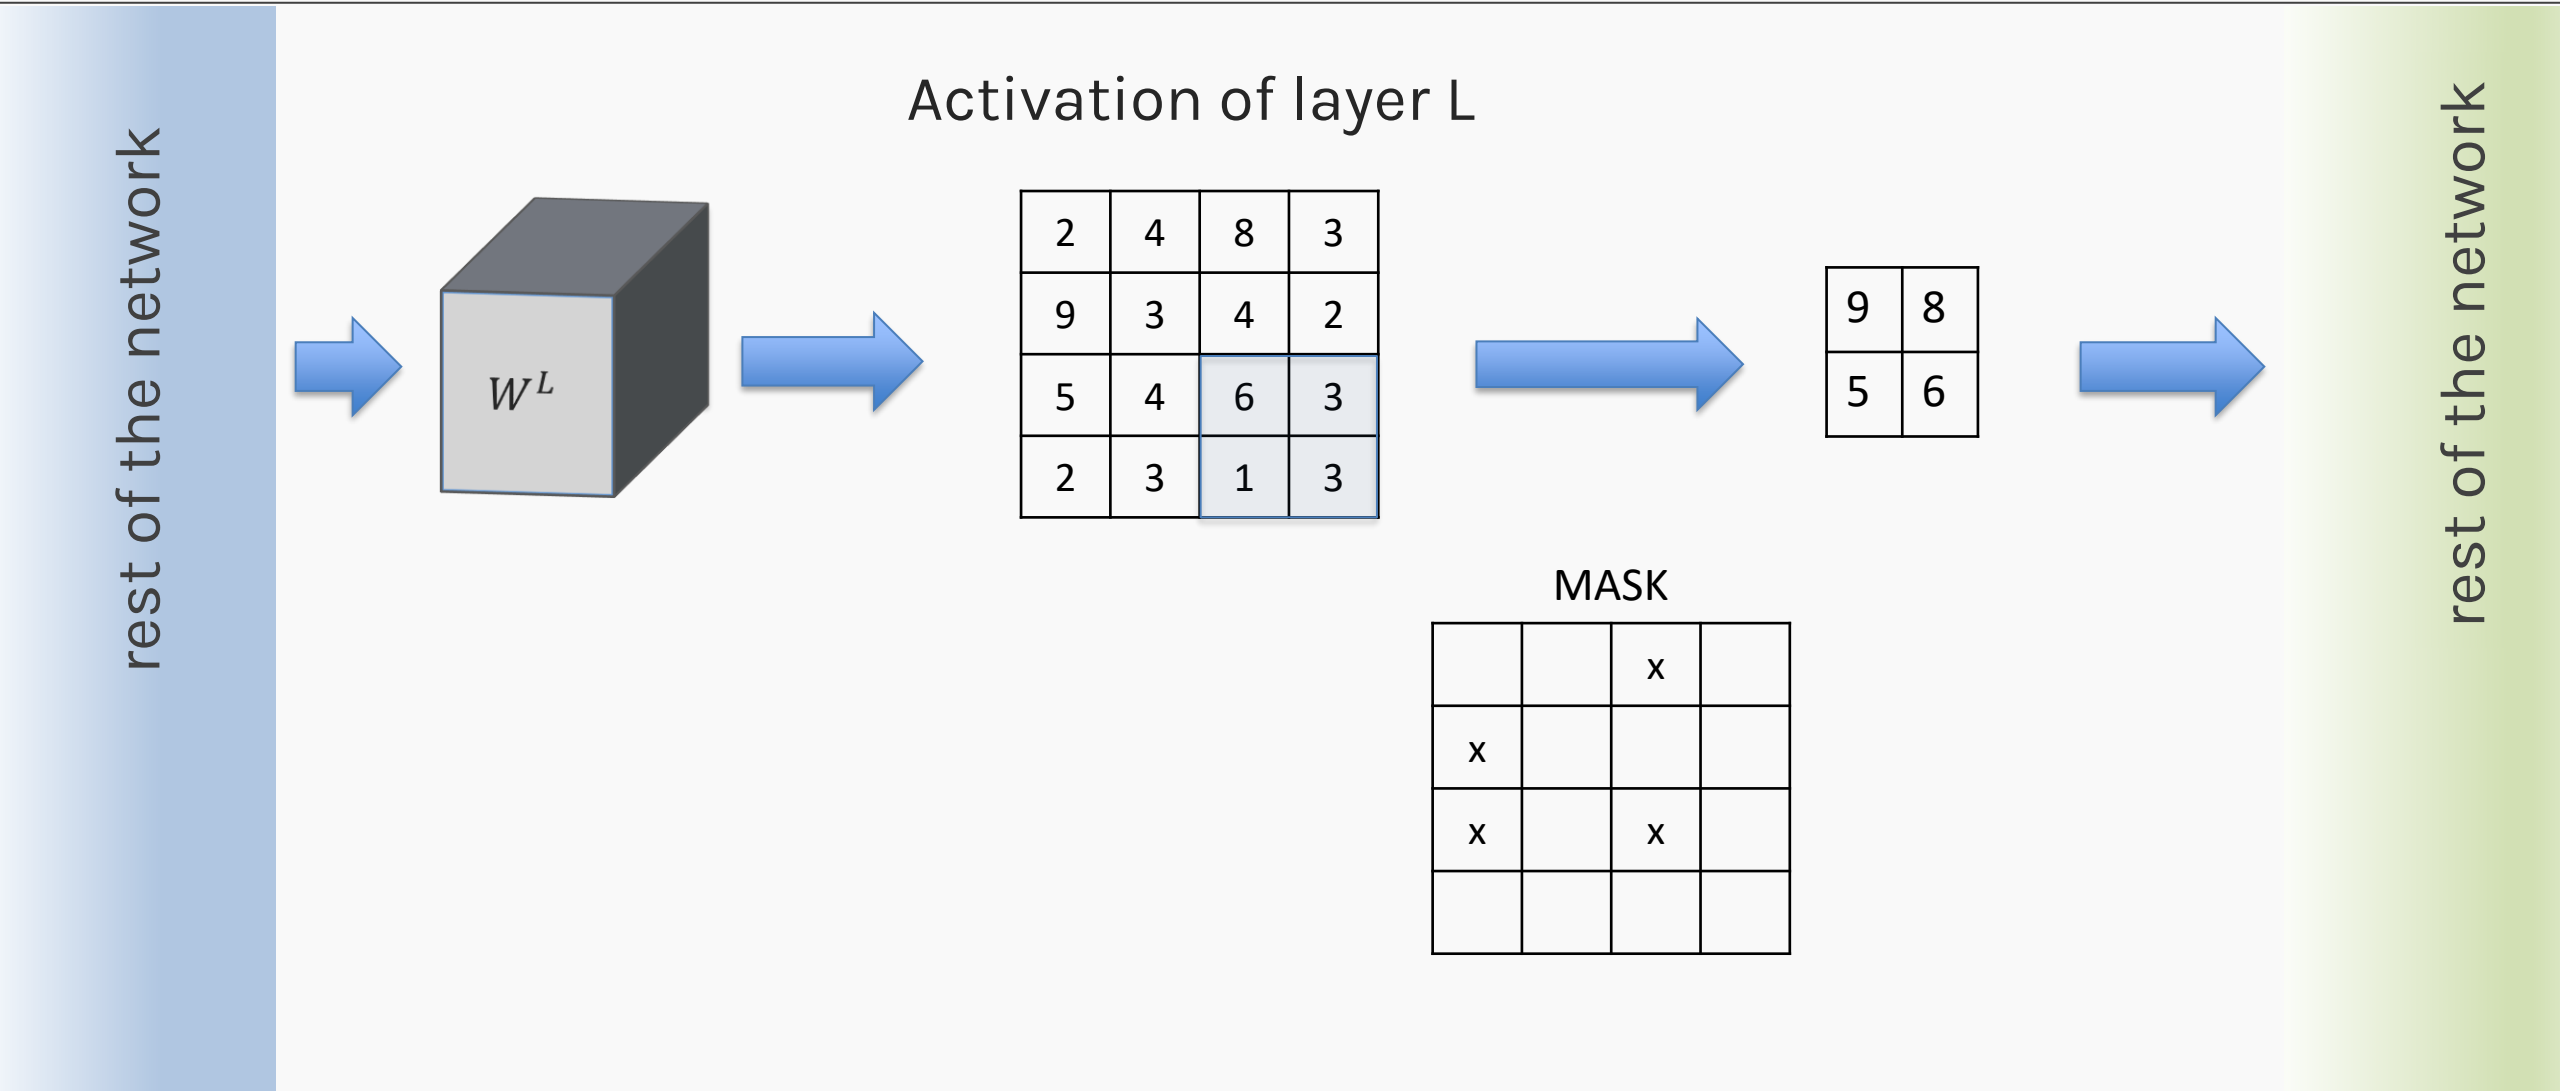 rest of the network
Activation of layer L
W^L
2 4 8 3
9 3 4 2
5 4 6 3
2 3 1 3
9 8
5 6
MASK
x
x
x x
rest of the network